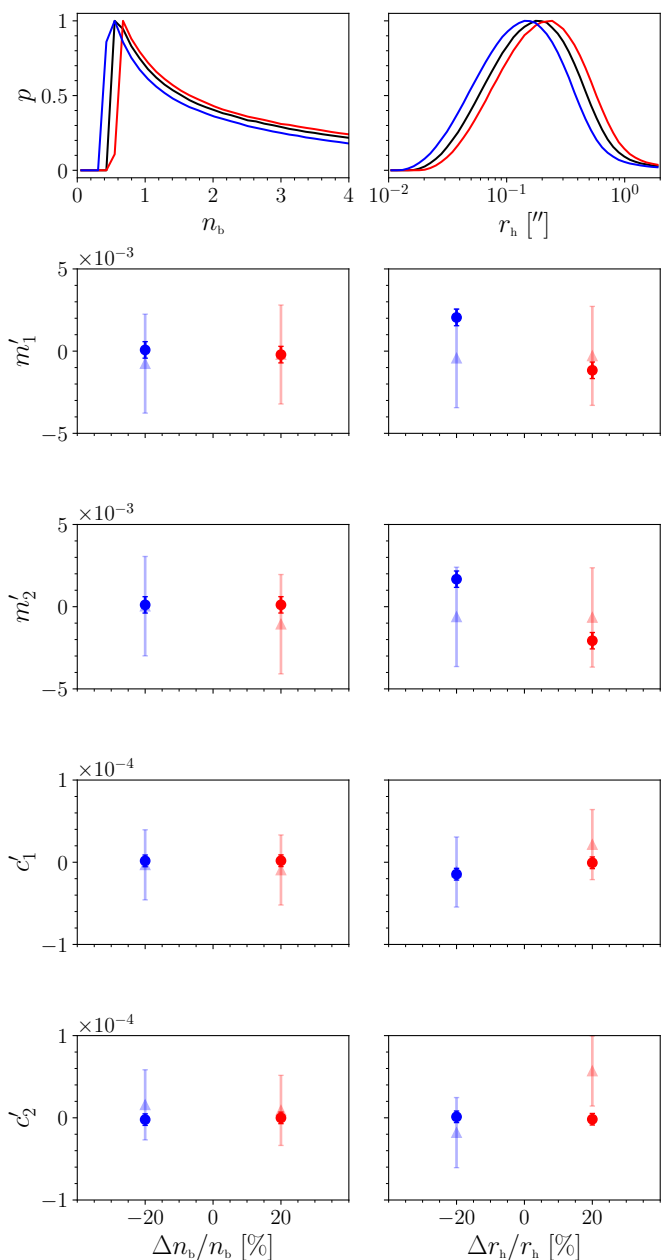 1
0.5
0
p
0 1 2 3 4
n_b
10^{-2} 10^{-1} 10^{0}
r_h ["]
×10^{-3}
5
0
−5
m′_1
×10^{-3}
5
0
−5
m′_2
×10^{-4}
1
0
−1
c′_1
×10^{-4}
1
0
−1
c′_2
−20 0 20
Δn_b/n_b [%]
−20 0 20
Δr_h/r_h [%]